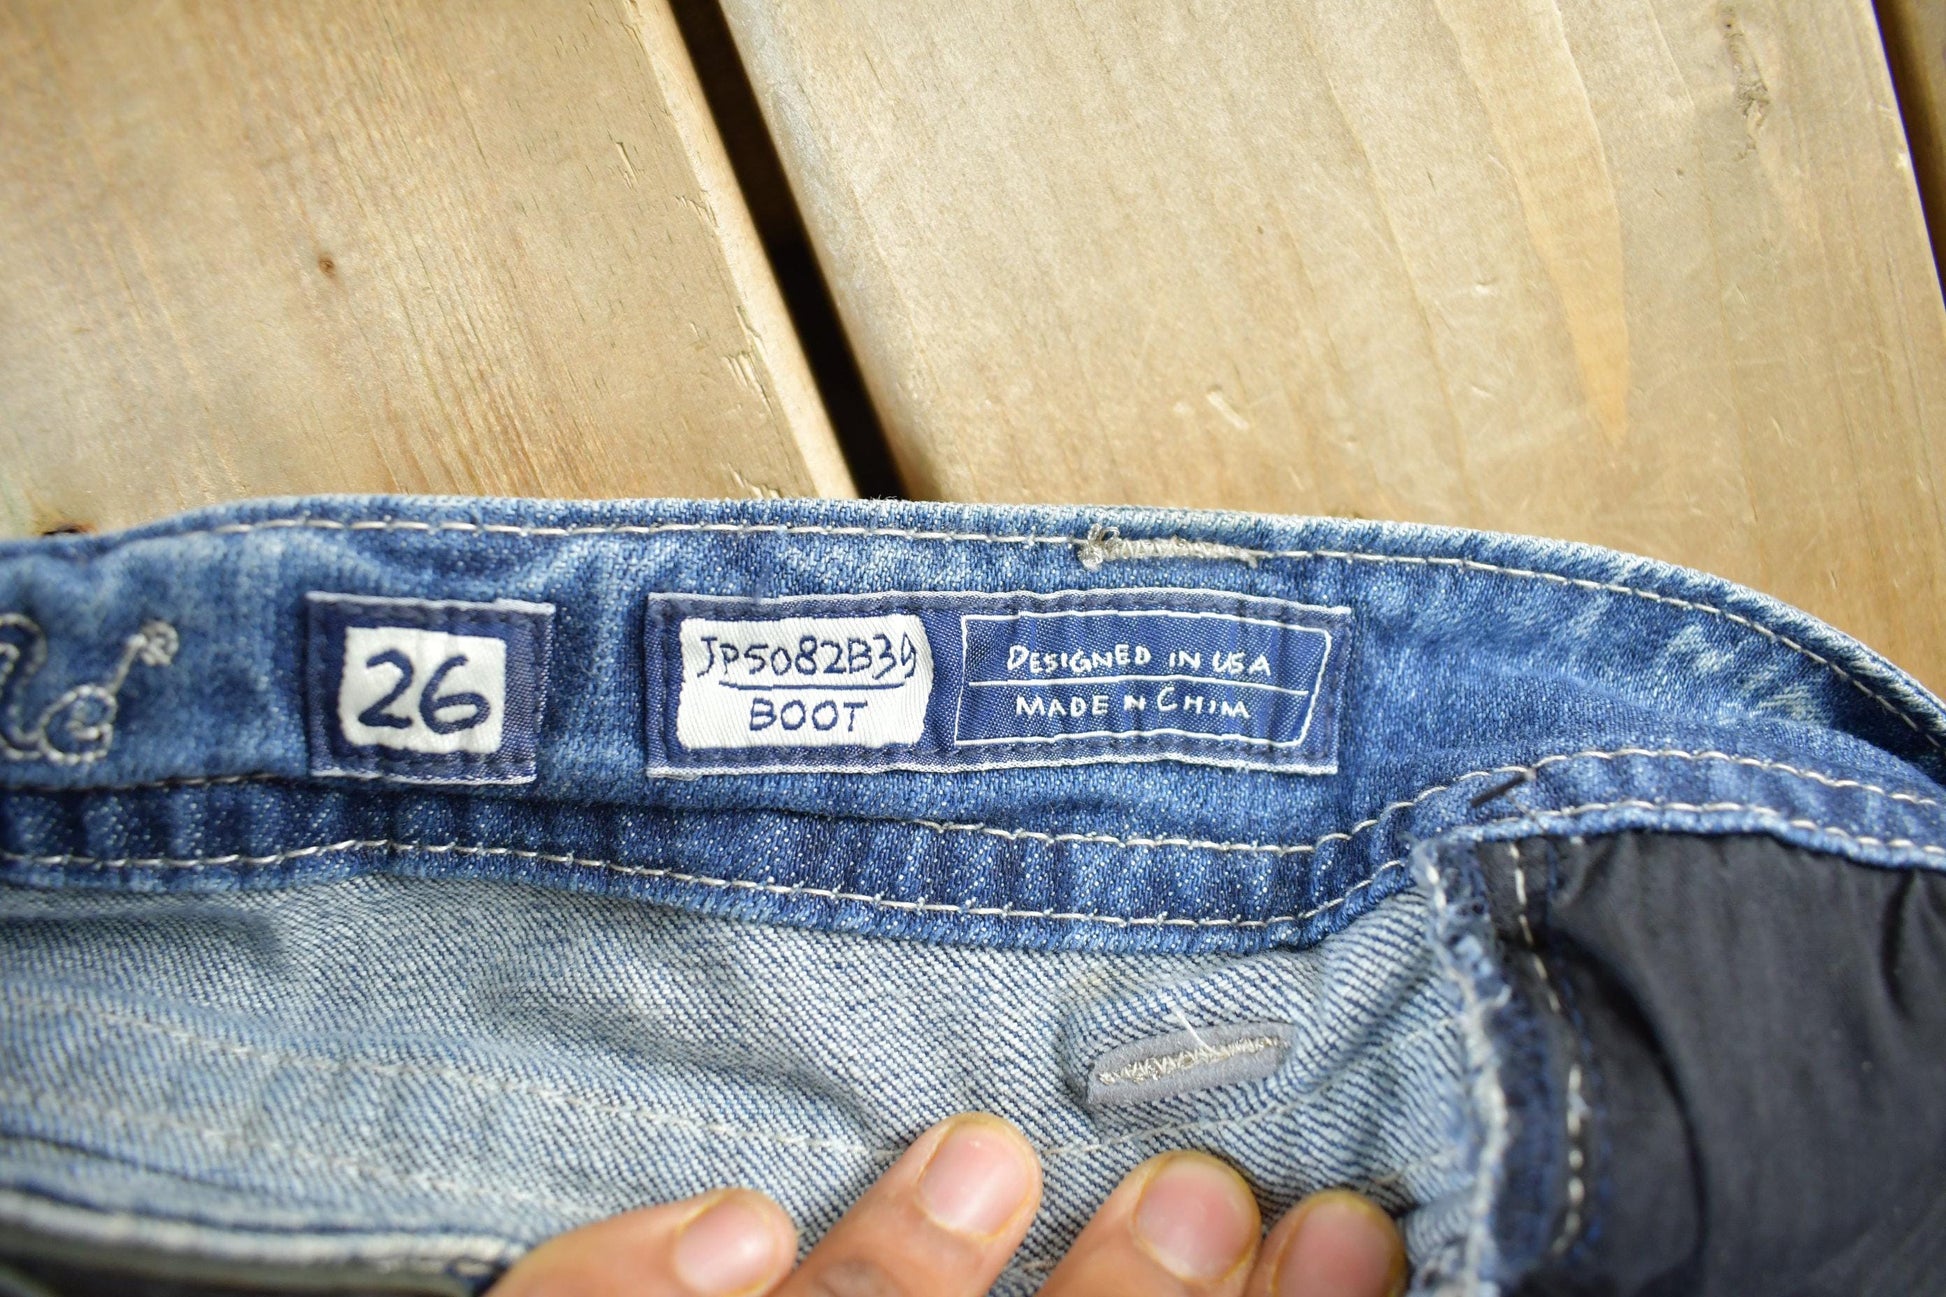 26
JP5082B39
BOOT
DESIGNED IN USA
MADE IN CHINA